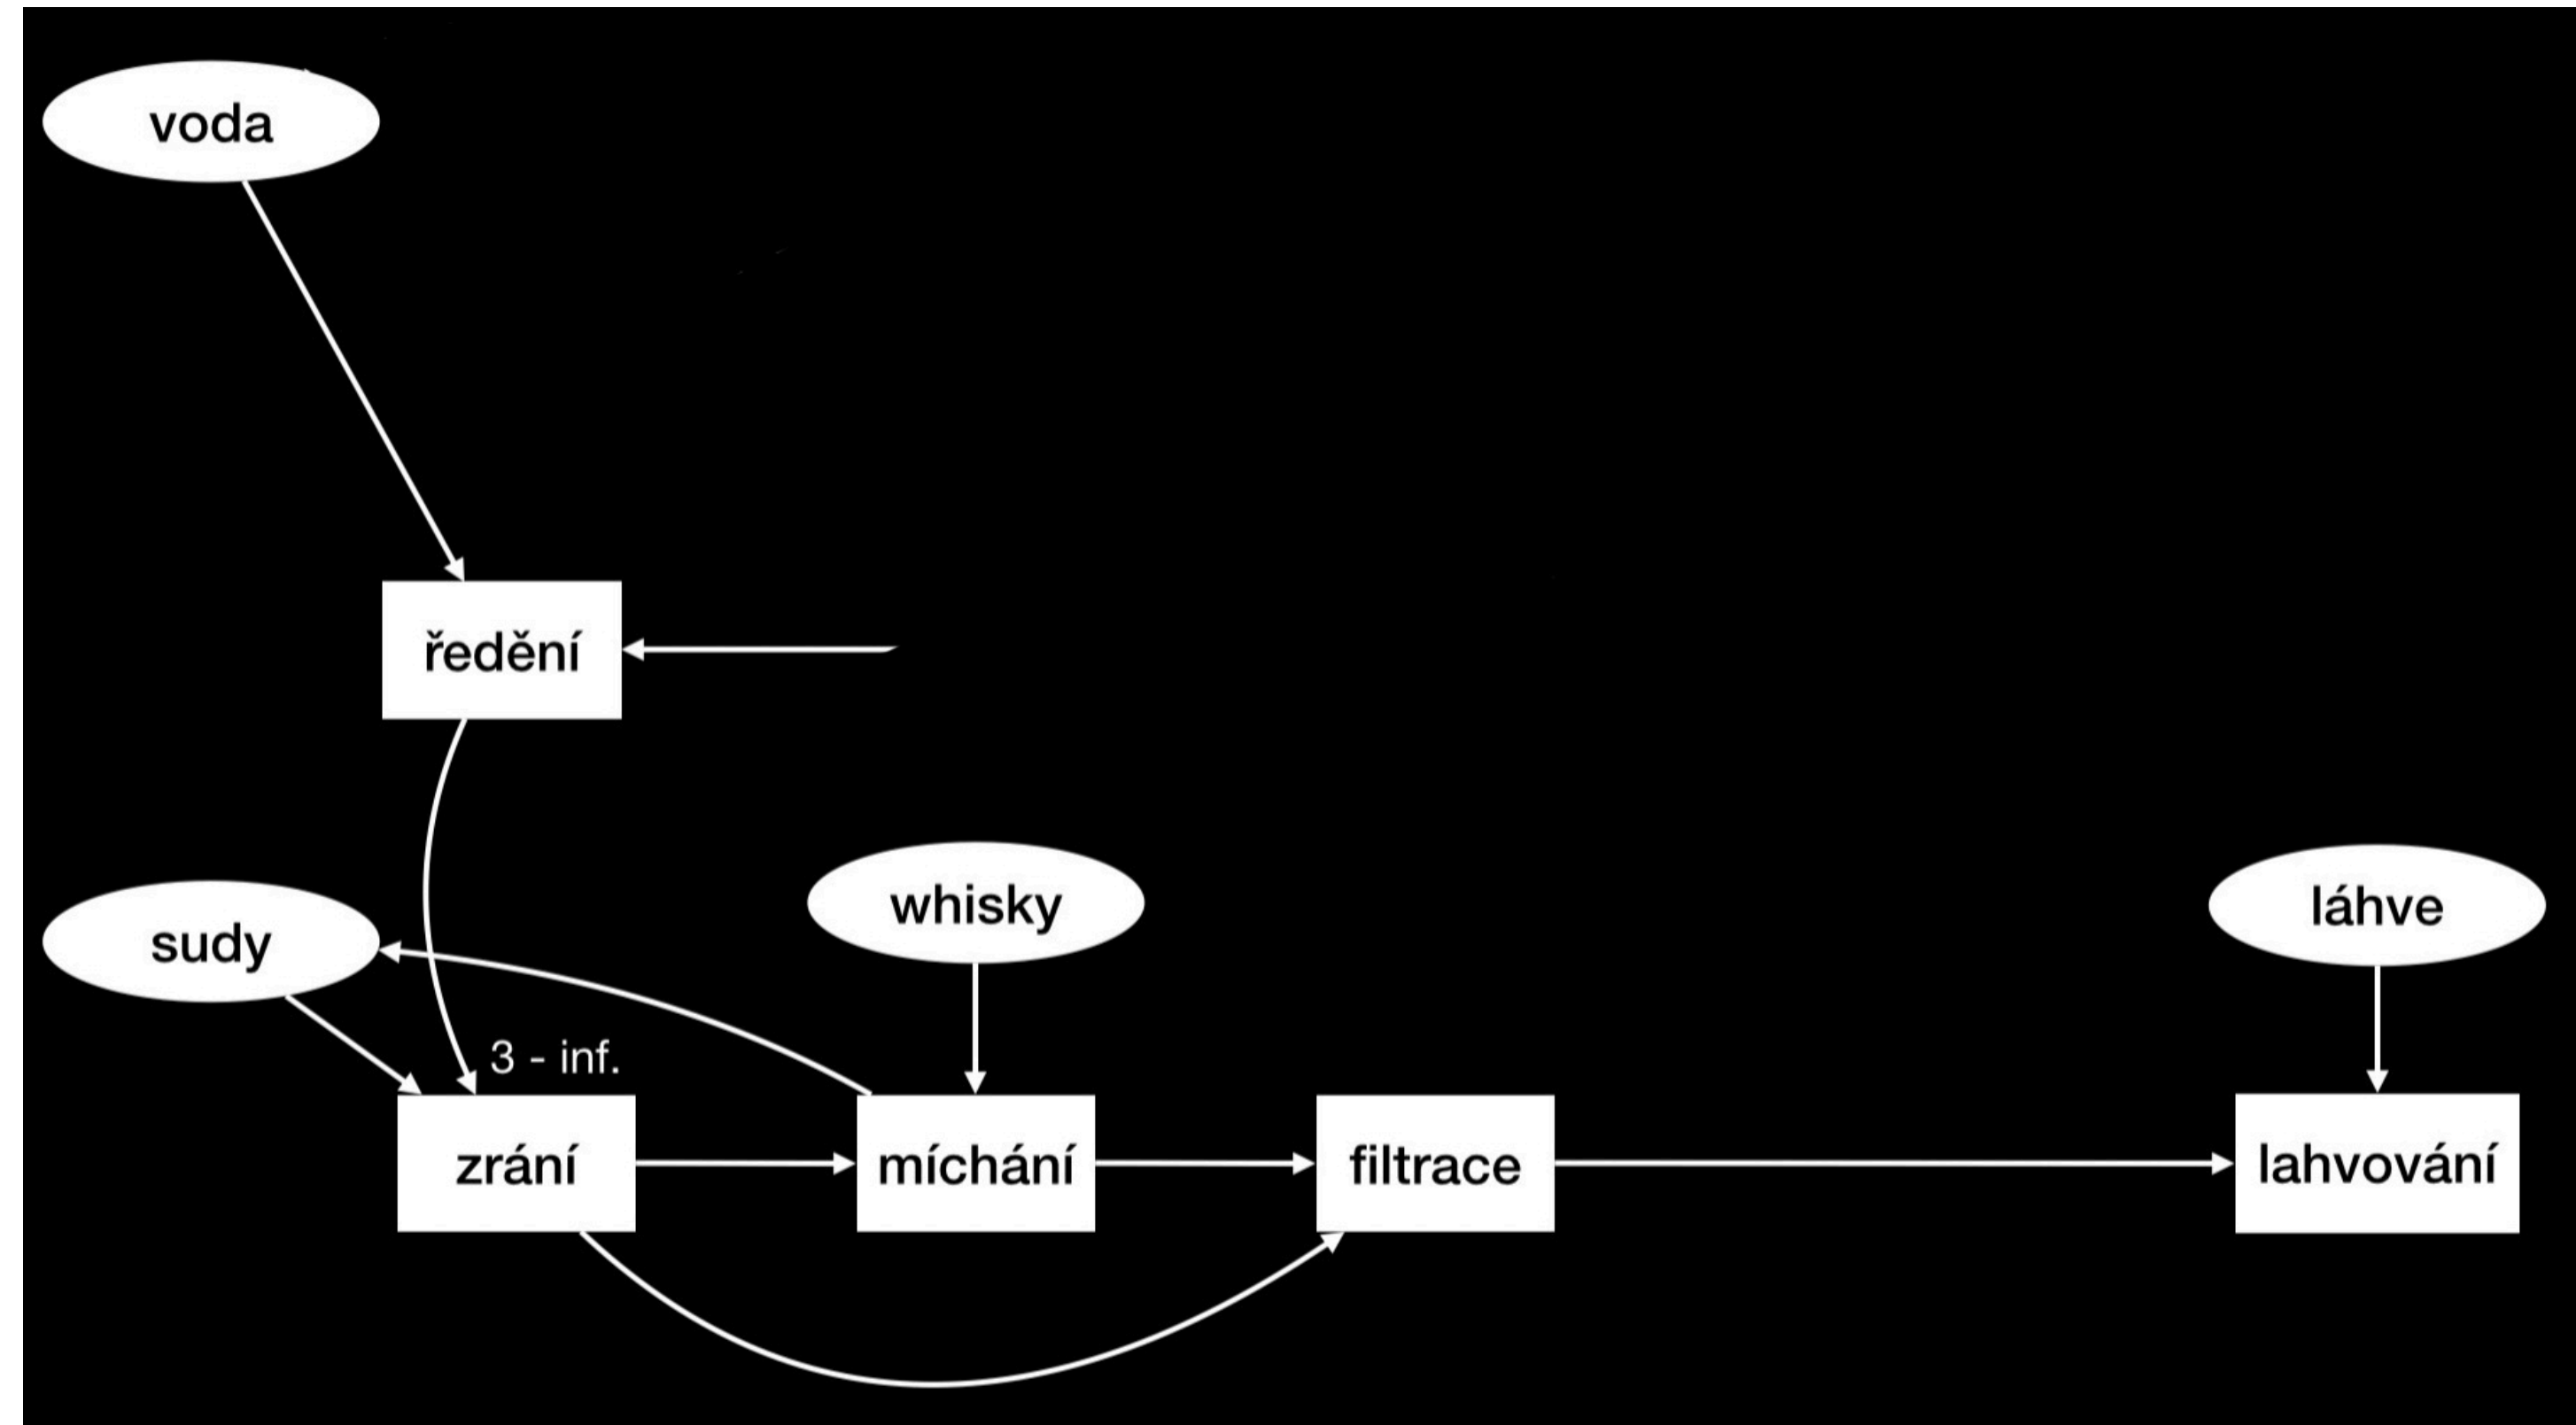 voda
ředění
whisky
láhve
sudy
3 - inf.
zrání
míchání
filtrace
lahvování